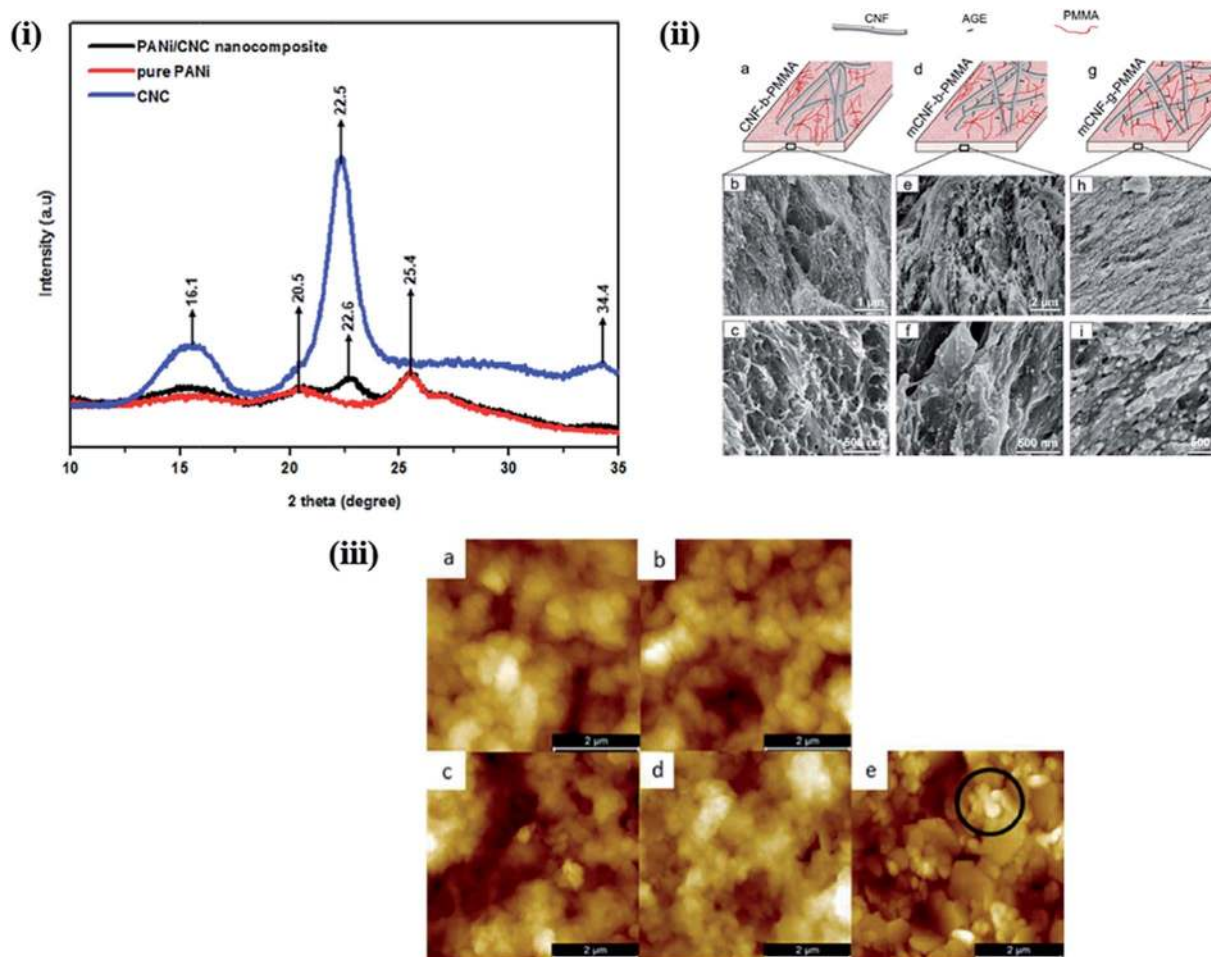 (i)
PANi/CNC nanocomposite
pure PANi
CNC
Intensity (a.u)
16.1
20.5
22.5
22.6
25.4
34.4
10
15
20
25
30
35
2 theta (degree)
(ii)
CNF
AGE
PMMA
a
CNF-b-PMMA
d
mCNF-b-PMMA
g
mCNF-g-PMMA
b
1 µm
e
2 µm
h
2
c
500 nm
f
500 nm
i
500
(iii)
a
2 µm
b
2 µm
c
2 µm
d
2 µm
e
2 µm